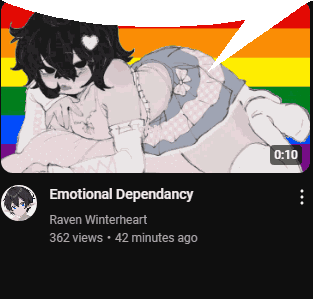 0:10
Emotional Dependancy
Raven Winterheart
362 views • 42 minutes ago